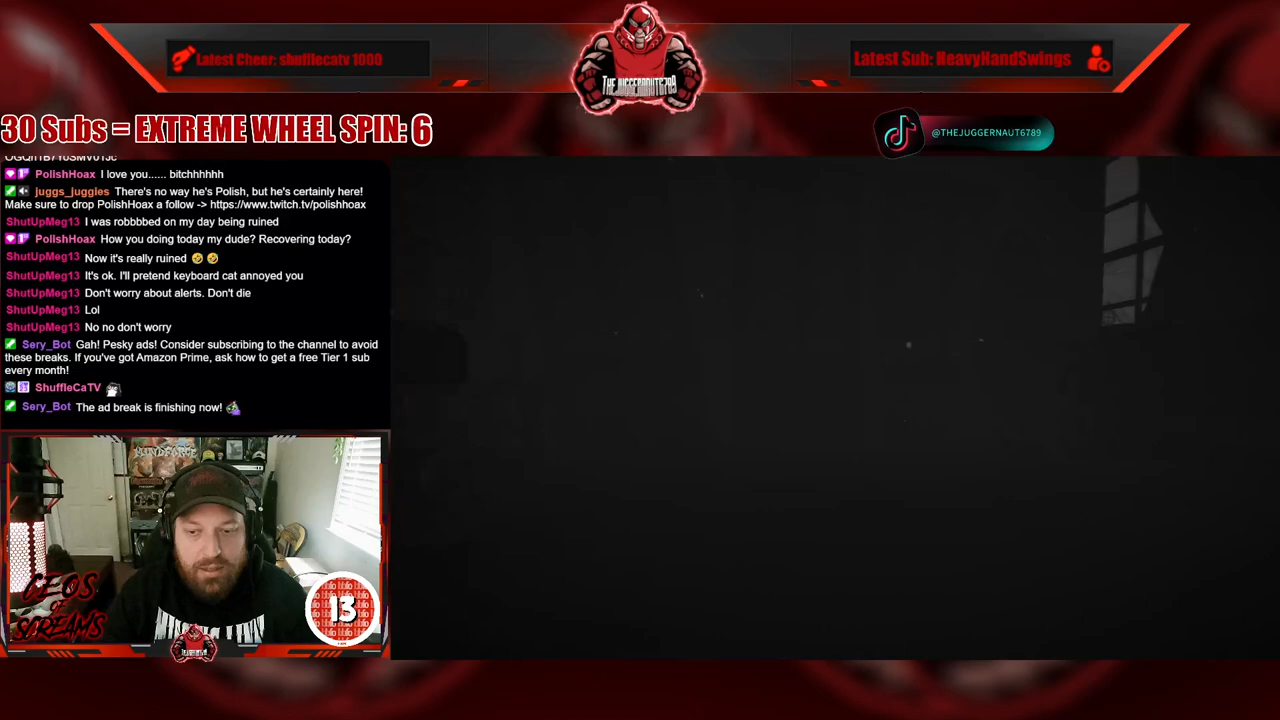 Latest Cheer: shufflecatv 1000
THEJUGGERNAUT6789
Latest Sub: HeavyHandSwings
30 Subs = EXTREME WHEEL SPIN: 6
@THEJUGGERNAUT6789
PolishHoax I love you...... bitchhhhhh
juggs_juggies There's no way he's Polish, but he's certainly here!
Make sure to drop PolishHoax a follow -> https://www.twitch.tv/polishhoax
ShutUpMeg13 I was robbbbed on my day being ruined
PolishHoax How you doing today my dude? Recovering today?
ShutUpMeg13 Now it's really ruined 🤣 🤣
ShutUpMeg13 It's ok. I'll pretend keyboard cat annoyed you
ShutUpMeg13 Don't worry about alerts. Don't die
ShutUpMeg13 Lol
ShutUpMeg13 No no don't worry
Sery_Bot Gah! Pesky ads! Consider subscribing to the channel to avoid
these breaks. If you've got Amazon Prime, ask how to get a free Tier 1 sub
every month!
ShuffleCaTV
Sery_Bot The ad break is finishing now!
MINDFORCE
CEOS
OF
SCREAMS
13